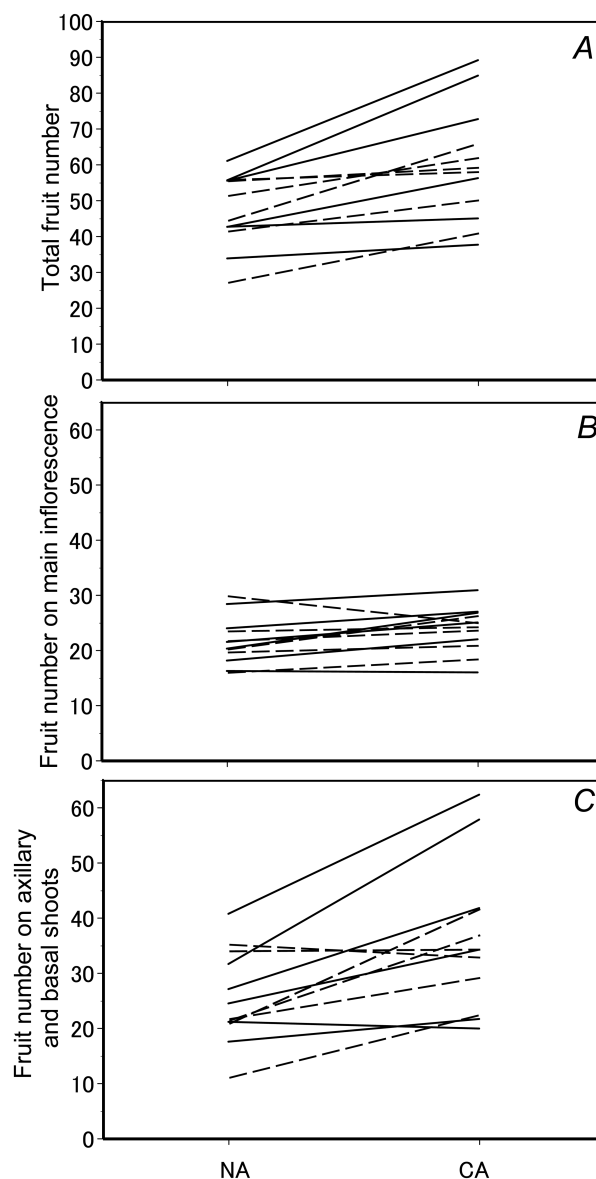 A
Total fruit number
100
90
80
70
60
50
40
30
20
10
0
B
Fruit number on main inflorescence
60
50
40
30
20
10
0
C
Fruit number on axillary
and basal shoots
60
50
40
30
20
10
0
NA
CA